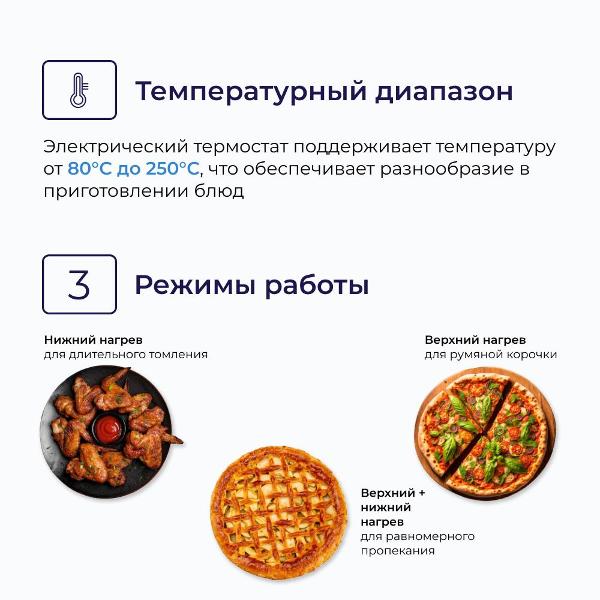 Температурный диапазон
Электрический термостат поддерживает температуру
от 80°C до 250°C, что обеспечивает разнообразие в
приготовлении блюд
3
Режимы работы
Нижний нагрев
для длительного томления
Верхний нагрев
для румяной корочки
Верхний +
нижний
нагрев
для равномерного
пропекания